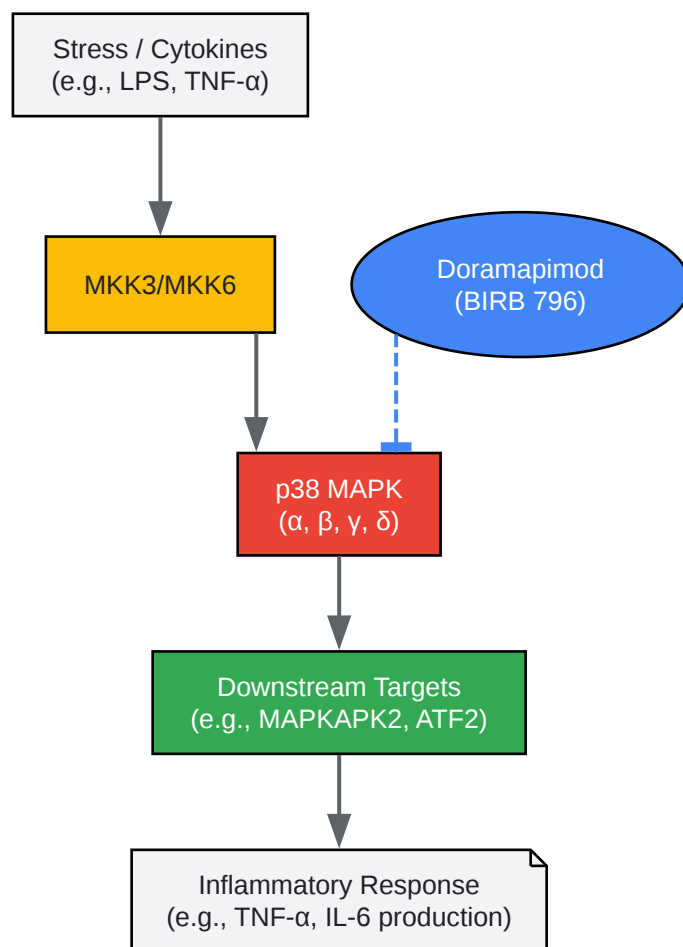 Stress / Cytokines
(e.g., LPS, TNF-α)
MKK3/MKK6
Doramapimod
(BIRB 796)
p38 MAPK
(α, β, γ, δ)
Downstream Targets
(e.g., MAPKAPK2, ATF2)
Inflammatory Response
(e.g., TNF-α, IL-6 production)